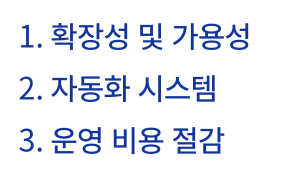 1. 확장성 및 가용성
2. 자동화 시스템
3. 운영 비용 절감